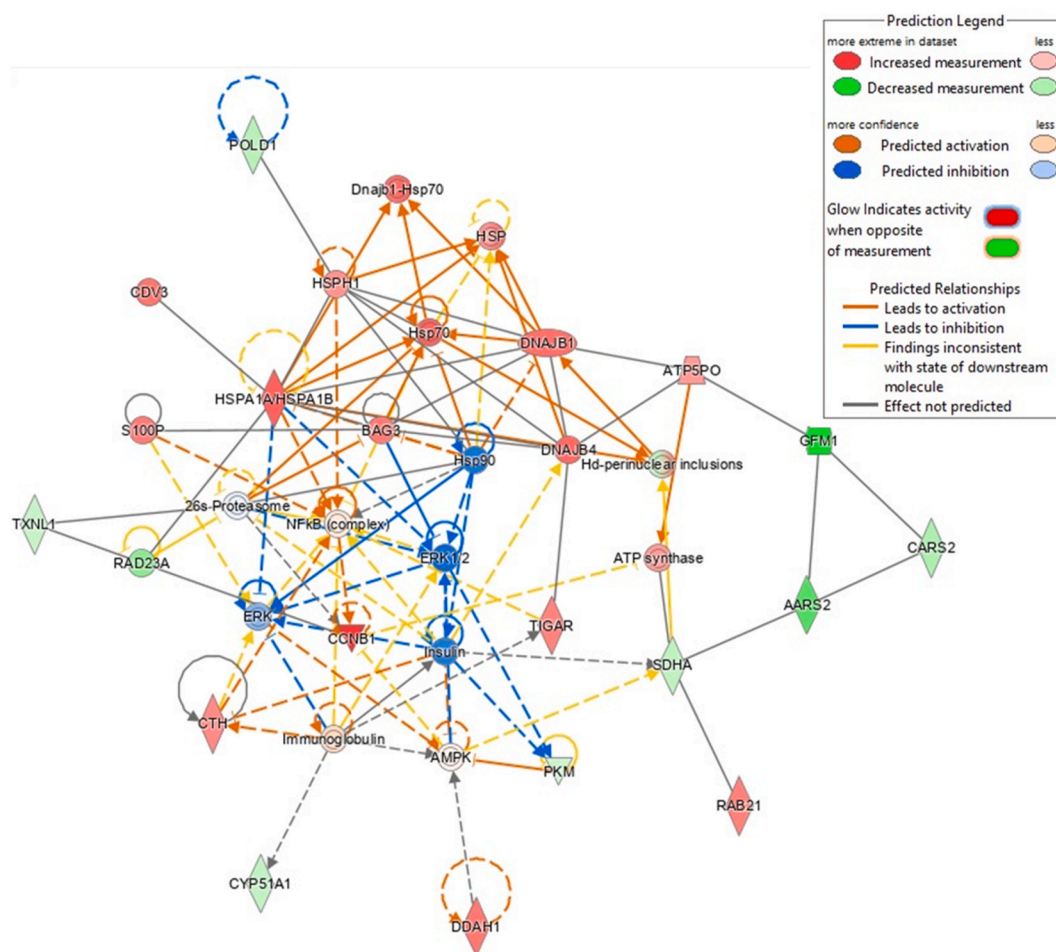 Prediction Legend
more extreme in dataset
less
Increased measurement
Decreased measurement
more confidence
less
Predicted activation
Predicted inhibition
Glow Indicates activity
when opposite
of measurement
Predicted Relationships
Leads to activation
Leads to inhibition
Findings inconsistent
with state of downstream
molecule
Effect not predicted
POLD1
Dnajb1-Hsp70
HSP
HSPH1
CDV3
Hsp70
DNAJB1
ATP5PO
HSPA1A/HSPA1B
S100P
BAG3
DNAJB4
GFM1
Hsp90
Hd-perinuclear inclusions
26s Proteasome
NFkB (complex)
TXNL1
RAD23A
ERK1/2
ATP synthase
CARS2
ERK
CCNB1
TIGAR
AARS2
Insulin
SDHA
CTH
Immunoglobulin
AMPK
PKM
RAB21
CYP51A1
DDAH1